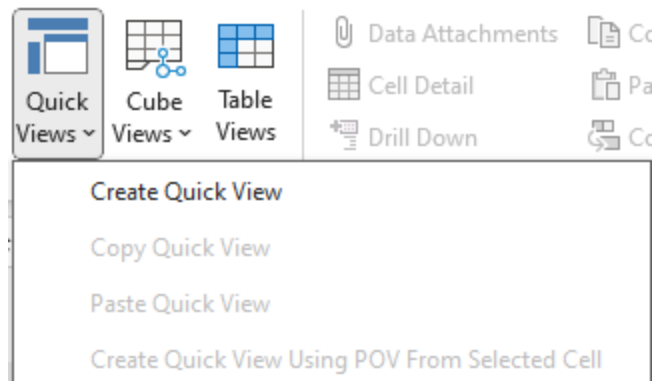 Quick
Views
Cube
Views
Table
Views
Data Attachments
Cell Detail
Drill Down
Create Quick View
Copy Quick View
Paste Quick View
Create Quick View Using POV From Selected Cell